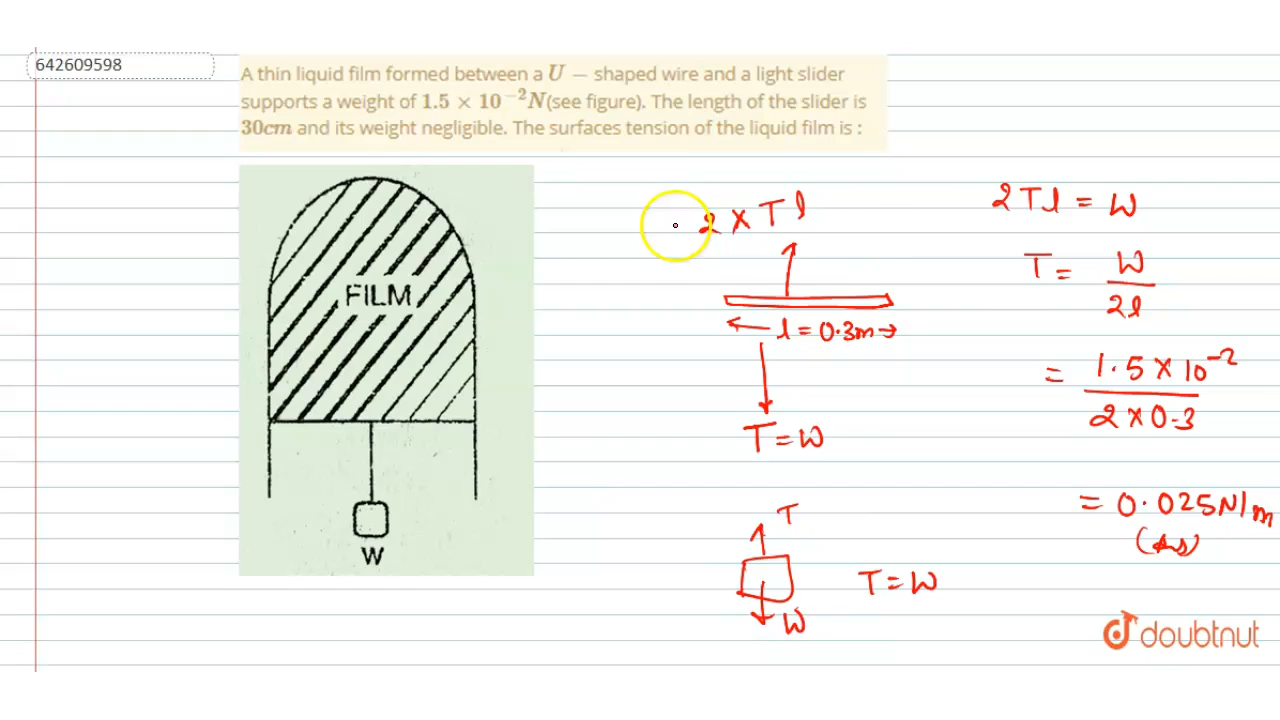 642609598
A thin liquid film formed between a U − shaped wire and a light slider
supports a weight of 1.5 × 10⁻²N(see figure). The length of the slider is
30cm and its weight negligible. The surfaces tension of the liquid film is :
FILM
W
2 × T l
l = 0.3m
T = W
T
W
T = W
2 T l = W
T = W
2l
= 1.5 × 10⁻²
2 × 0.3
= 0.025 N/m
(Ans)
doubtnut